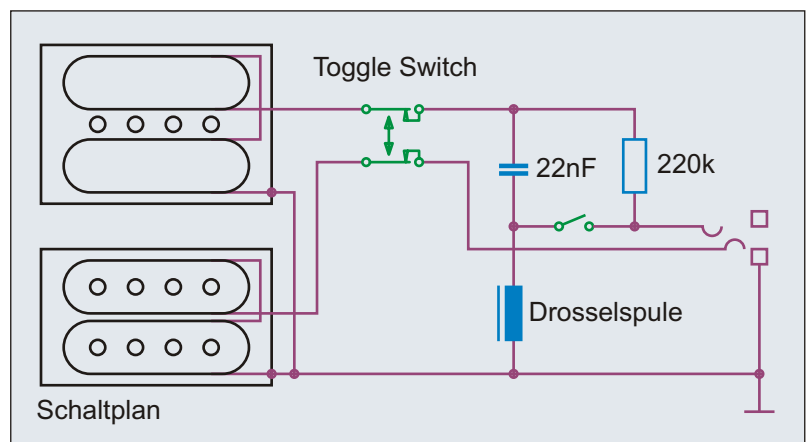 Toggle Switch
22nF
220k
Drosselspule
Schaltplan